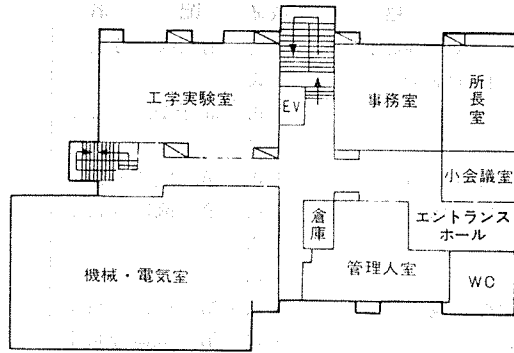 工学実験室
EV
事務室
所長室
小会議室
倉庫
エントランス
ホール
機械・電気室
管理人室
WC